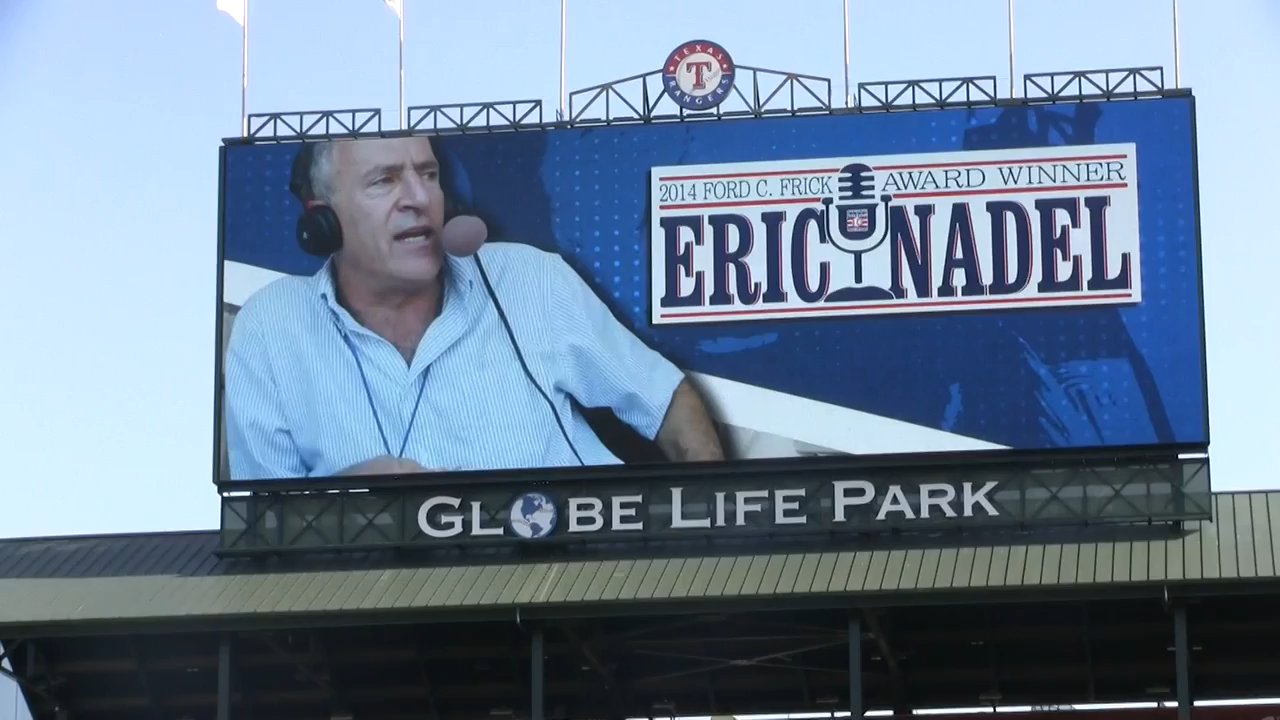 TEXAS
T
RANGERS
2014 FORD C. FRICK AWARD WINNER
ERIC NADEL
GLOBE LIFE PARK